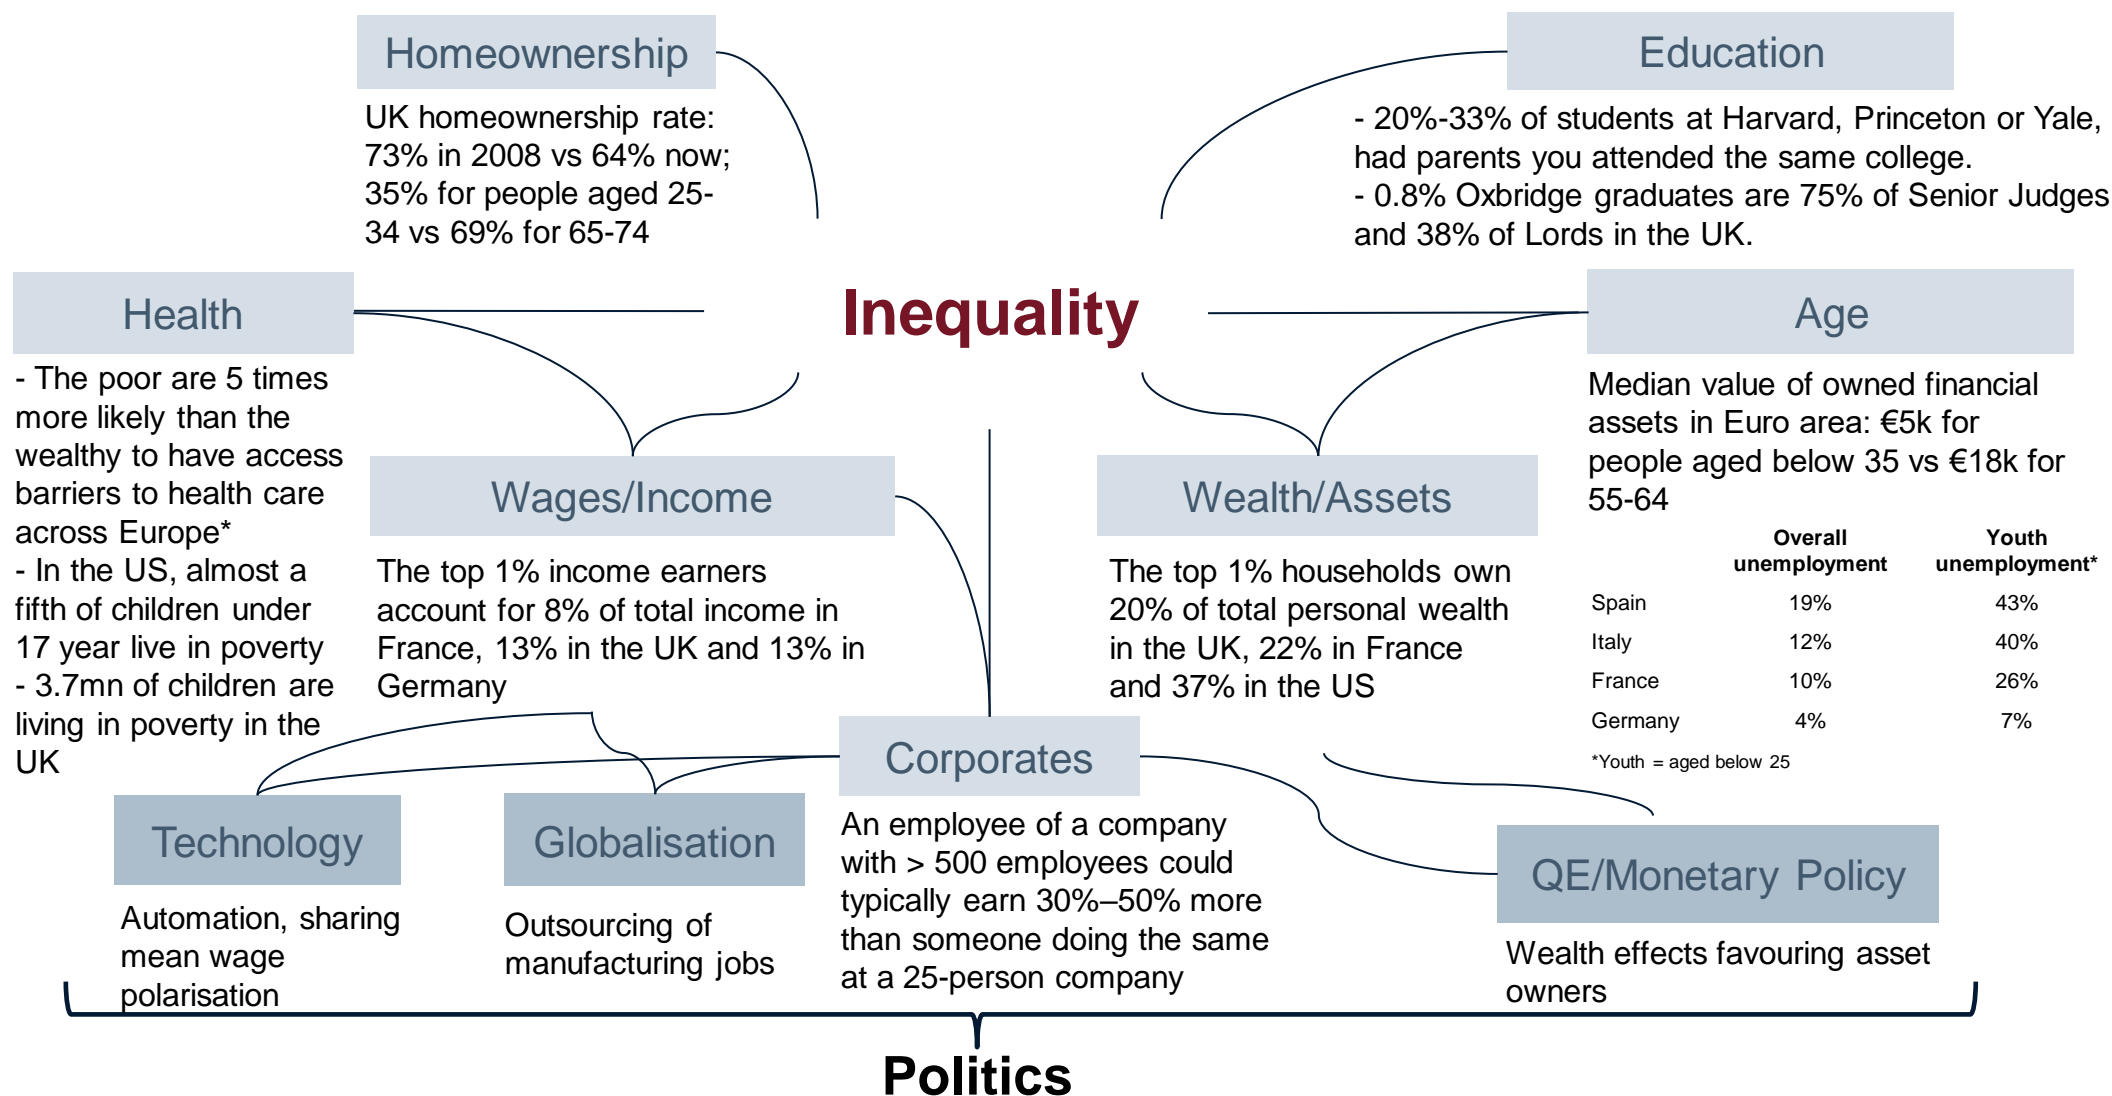 Homeownership
UK homeownership rate:
73% in 2008 vs 64% now;
35% for people aged 25-
34 vs 69% for 65-74
Education
- 20%-33% of students at Harvard, Princeton or Yale,
had parents you attended the same college.
- 0.8% Oxbridge graduates are 75% of Senior Judges
and 38% of Lords in the UK.
Inequality
Health
- The poor are 5 times
more likely than the
wealthy to have access
barriers to health care
across Europe*
- In the US, almost a
fifth of children under
17 year live in poverty
- 3.7mn of children are
living in poverty in the
UK
Age
Median value of owned financial
assets in Euro area: €5k for
people aged below 35 vs €18k for
55-64
Overall Youth
unemployment unemployment*
Spain 19% 43%
Italy 12% 40%
France 10% 26%
Germany 4% 7%
*Youth = aged below 25
Wages/Income
The top 1% income earners
account for 8% of total income in
France, 13% in the UK and 13% in
Germany
Wealth/Assets
The top 1% households own
20% of total personal wealth
in the UK, 22% in France
and 37% in the US
Corporates
An employee of a company
with > 500 employees could
typically earn 30%–50% more
than someone doing the same
at a 25-person company
Technology
Automation, sharing
mean wage
polarisation
Globalisation
Outsourcing of
manufacturing jobs
QE/Monetary Policy
Wealth effects favouring asset
owners
Politics